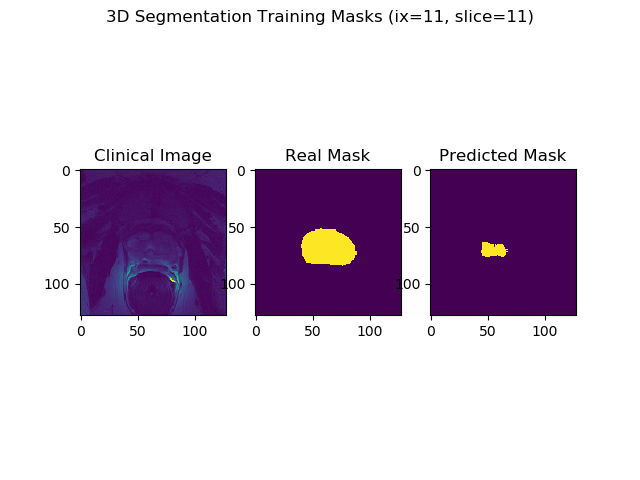 3D Segmentation Training Masks (ix=11, slice=11)
Clinical Image Real Mask Predicted Mask
0 0 0
50 50 50
100 100 100
0 50 100 0 50 100 0 50 100